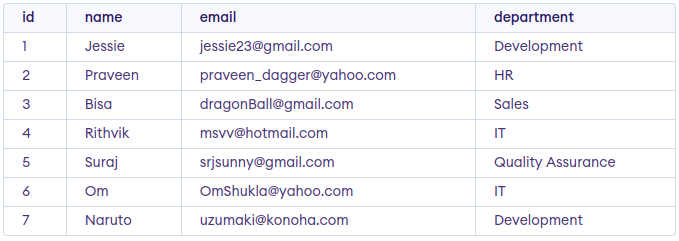 id name email department
1 Jessie jessie23@gmail.com Development
2 Praveen praveen_dagger@yahoo.com HR
3 Bisa dragonBall@gmail.com Sales
4 Rithvik msvv@hotmail.com IT
5 Suraj srjsunny@gmail.com Quality Assurance
6 Om OmShukla@yahoo.com IT
7 Naruto uzumaki@konoha.com Development